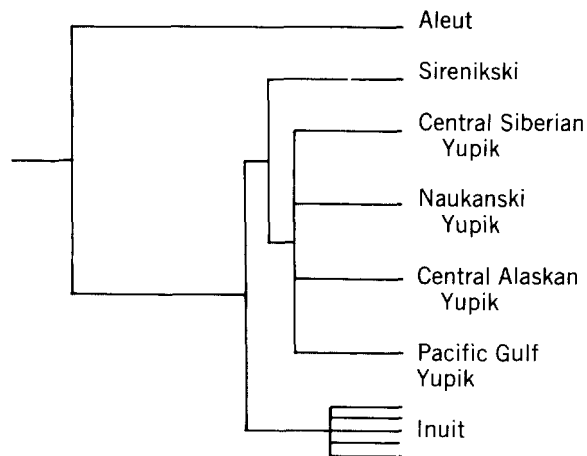 Aleut
Sirenikski
Central Siberian
Yupik
Naukanski
Yupik
Central Alaskan
Yupik
Pacific Gulf
Yupik
Inuit